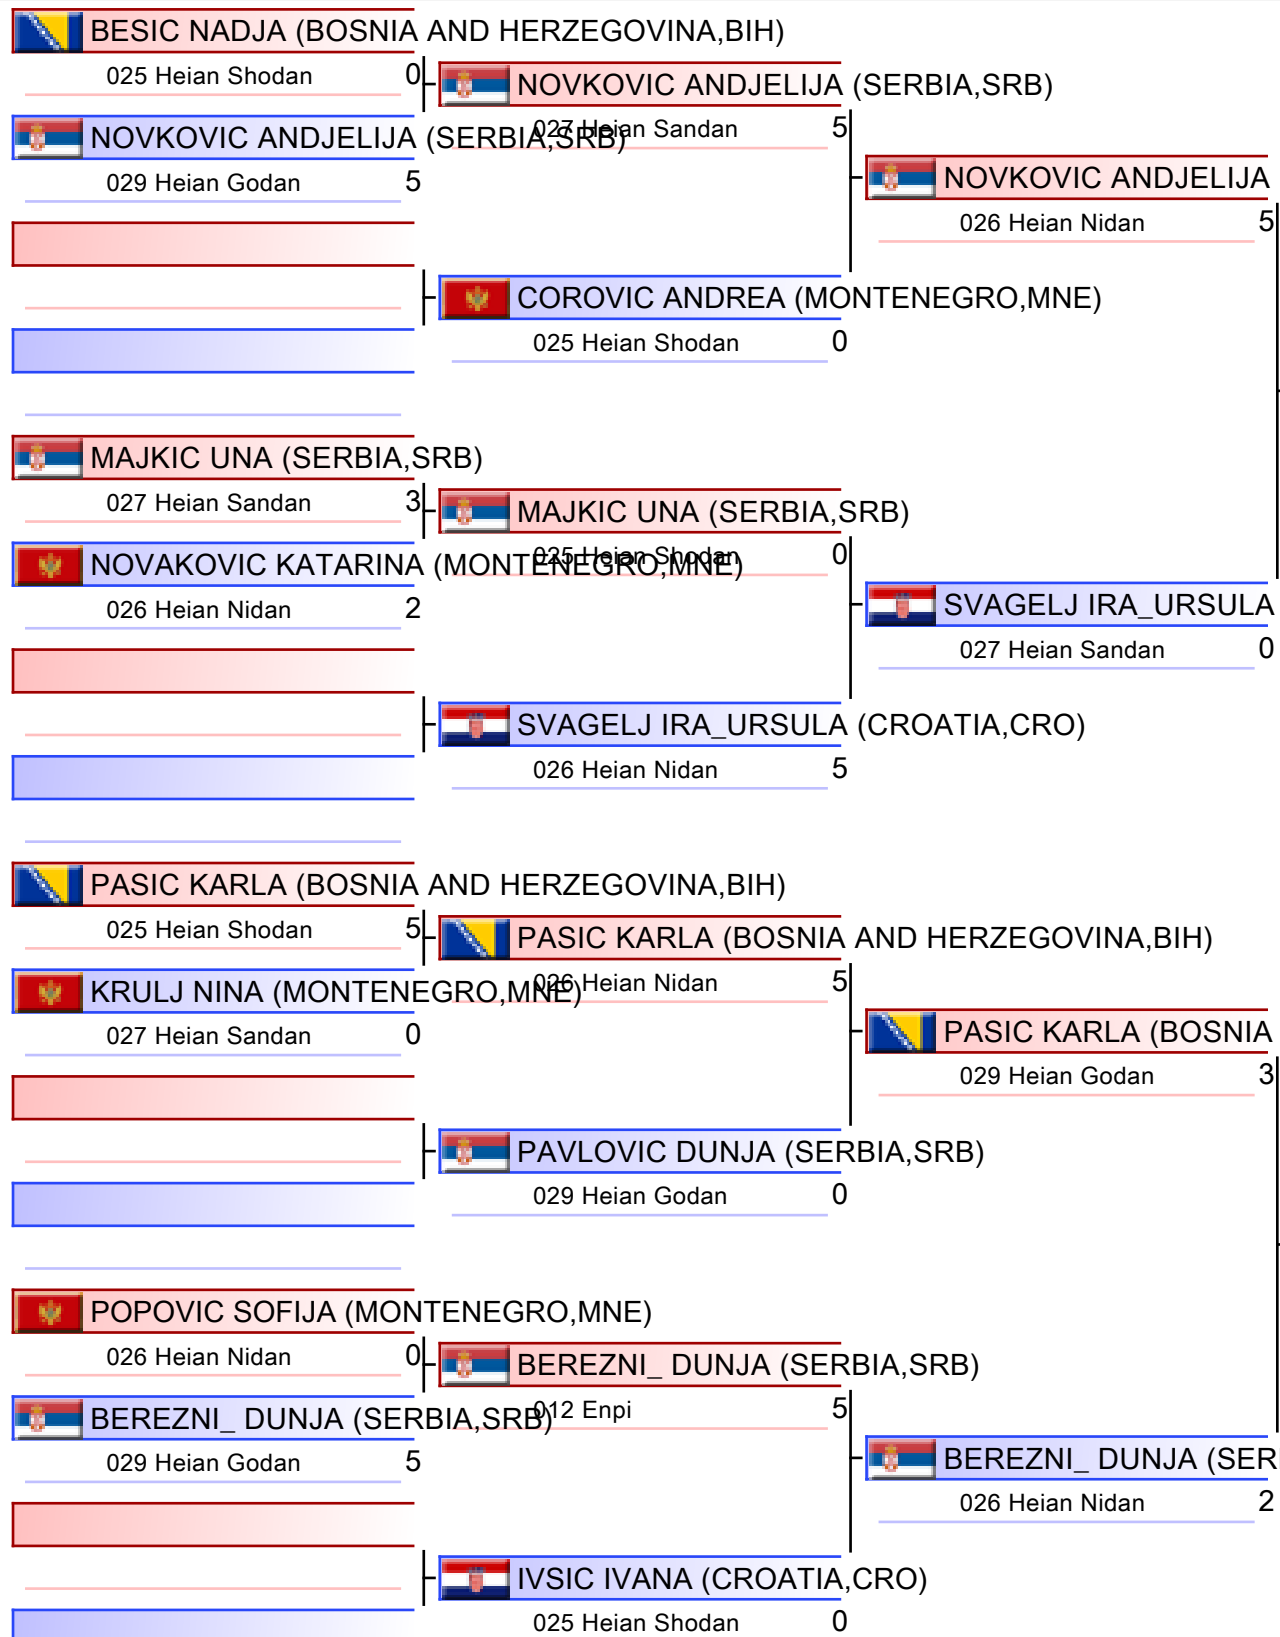 BESIC NADJA (BOSNIA AND HERZEGOVINA,BIH)
025 Heian Shodan 0
NOVKOVIC ANDJELIJA (SERBIA,SRB)
029 Heian Godan 5
MAJKIC UNA (SERBIA,SRB)
027 Heian Sandan 3
NOVAKOVIC KATARINA (MONTENEGRO,MNE)
026 Heian Nidan 2
PASIC KARLA (BOSNIA AND HERZEGOVINA,BIH)
025 Heian Shodan 5
KRULJ NINA (MONTENEGRO,MNE)
027 Heian Sandan 0
POPOVIC SOFIJA (MONTENEGRO,MNE)
026 Heian Nidan 0
BEREZNI_ DUNJA (SERBIA,SRB)
029 Heian Godan 5
NOVKOVIC ANDJELIJA (SERBIA,SRB)
027 Heian Sandan 5
COROVIC ANDREA (MONTENEGRO,MNE)
025 Heian Shodan 0
MAJKIC UNA (SERBIA,SRB)
025 Heian Shodan 0
SVAGELJ IRA_URSULA (CROATIA,CRO)
026 Heian Nidan 5
PASIC KARLA (BOSNIA AND HERZEGOVINA,BIH)
026 Heian Nidan 5
PAVLOVIC DUNJA (SERBIA,SRB)
029 Heian Godan 0
BEREZNI_ DUNJA (SERBIA,SRB)
012 Enpi 5
IVSIC IVANA (CROATIA,CRO)
025 Heian Shodan 0
NOVKOVIC ANDJELIJA
026 Heian Nidan 5
SVAGELJ IRA_URSULA
027 Heian Sandan 0
PASIC KARLA (BOSNIA
029 Heian Godan 3
BEREZNI_ DUNJA (SER
026 Heian Nidan 2